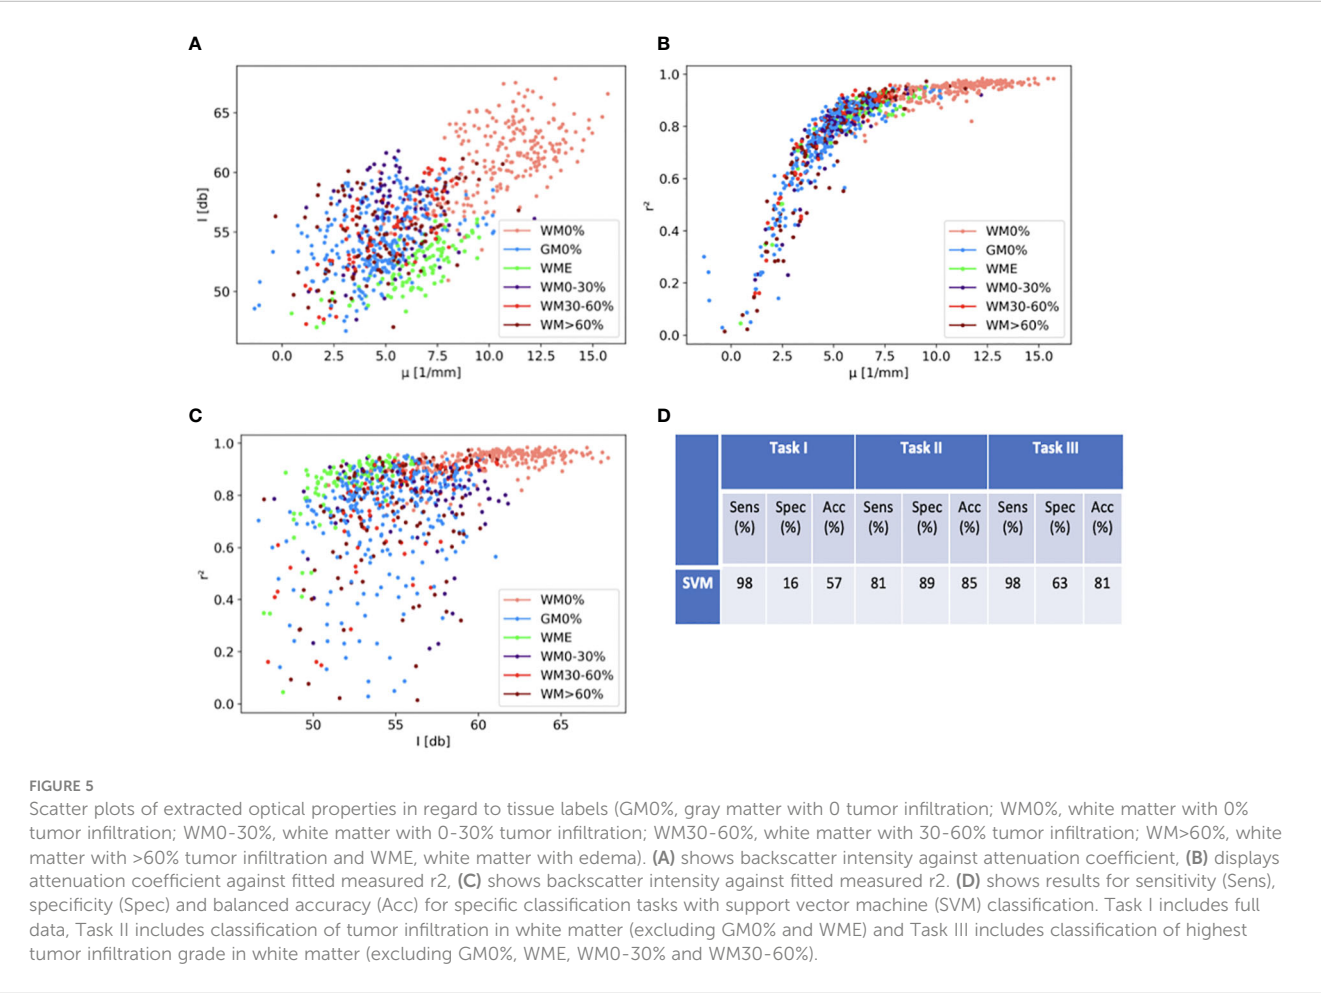 A
65
60
55
50
I [db]
0.0 2.5 5.0 7.5 10.0 12.5 15.0
μ [1/mm]
WM0%
GM0%
WME
WM0-30%
WM30-60%
WM>60%
B
1.0
0.8
0.6
0.4
0.2
0.0
r²
0.0 2.5 5.0 7.5 10.0 12.5 15.0
μ [1/mm]
WM0%
GM0%
WME
WM0-30%
WM30-60%
WM>60%
C
1.0
0.8
0.6
0.4
0.2
0.0
r²
50 55 60 65
I [db]
WM0%
GM0%
WME
WM0-30%
WM30-60%
WM>60%
D
Task I Task II Task III
Sens Spec Acc Sens Spec Acc Sens Spec Acc
(%) (%) (%) (%) (%) (%) (%) (%) (%)
SVM 98 16 57 81 89 85 98 63 81
FIGURE 5
Scatter plots of extracted optical properties in regard to tissue labels (GM0%, gray matter with 0 tumor infiltration; WM0%, white matter with 0%
tumor infiltration; WM0-30%, white matter with 0-30% tumor infiltration; WM30-60%, white matter with 30-60% tumor infiltration; WM>60%, white
matter with >60% tumor infiltration and WME, white matter with edema). (A) shows backscatter intensity against attenuation coefficient, (B) displays
attenuation coefficient against fitted measured r2, (C) shows backscatter intensity against fitted measured r2. (D) shows results for sensitivity (Sens),
specificity (Spec) and balanced accuracy (Acc) for specific classification tasks with support vector machine (SVM) classification. Task I includes full
data, Task II includes classification of tumor infiltration in white matter (excluding GM0% and WME) and Task III includes classification of highest
tumor infiltration grade in white matter (excluding GM0%, WME, WM0-30% and WM30-60%).